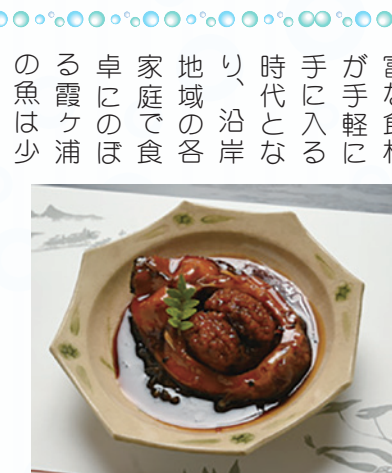 富な食材
が手軽に
手に入る
時代とな
り、沿岸
地域の各
家庭で食
卓にのぼ
る霞ヶ浦
の魚は少